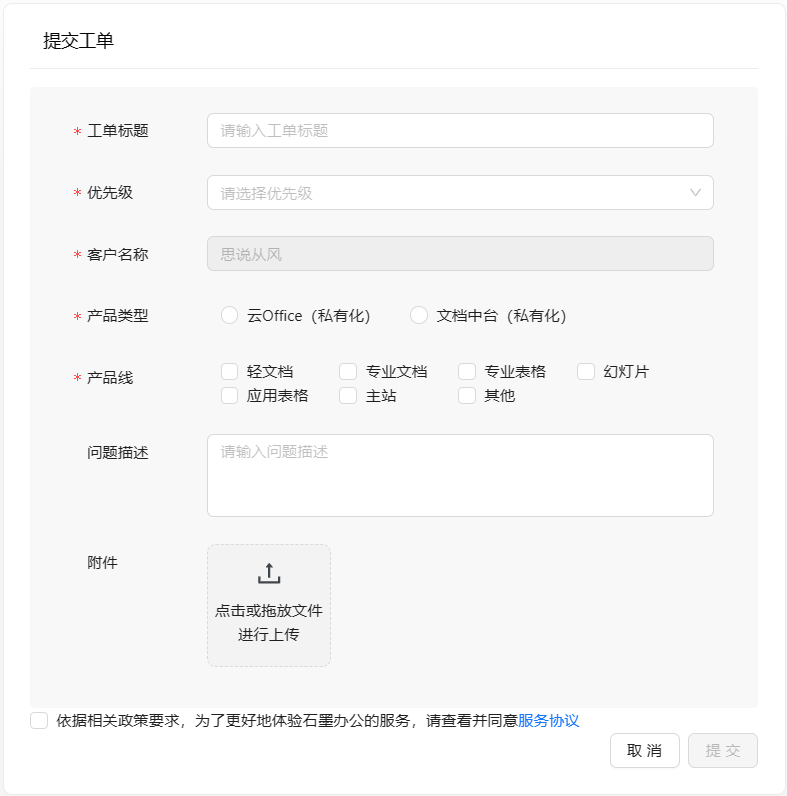 提交工单
* 工单标题 请输入工单标题
* 优先级 请选择优先级
* 客户名称 思说从风
* 产品类型 云Office（私有化） 文档中台（私有化）
* 产品线 轻文档 专业文档 专业表格 幻灯片
应用表格 主站 其他
问题描述 请输入问题描述
附件
点击或拖放文件
进行上传
依据相关政策要求，为了更好地体验石墨办公的服务，请查看并同意服务协议
取 消 提 交